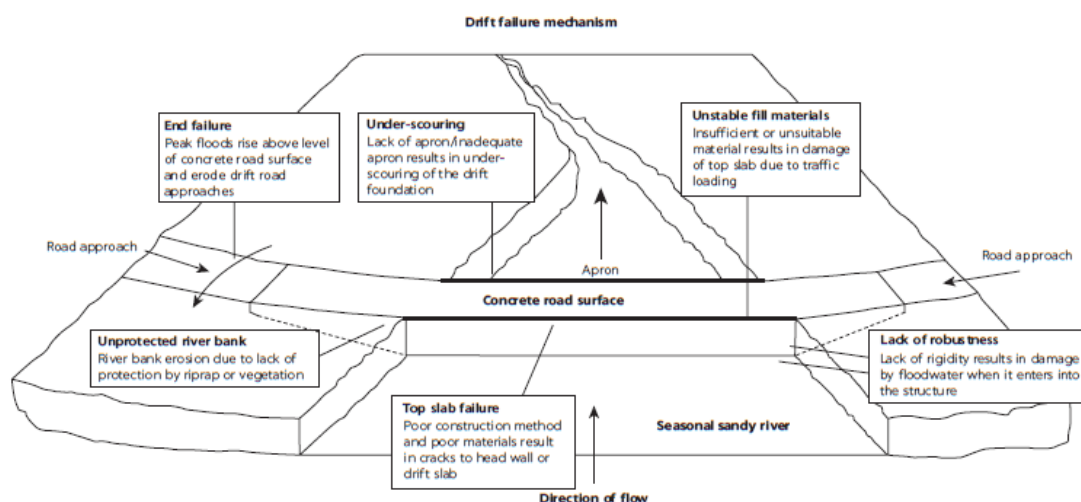 Drift failure mechanism
End failure
Peak floods rise above level
of concrete road surface
and erode drift road
approaches
Under-scouring
Lack of apron/inadequate
apron results in under-
scouring of the drift
foundation
Unstable fill materials
Insufficient or unsuitable
material results in damage
of top slab due to traffic
loading
Road approach
Apron
Road approach
Concrete road surface
Unprotected river bank
River bank erosion due to lack of
protection by riprap or vegetation
Lack of robustness
Lack of rigidity results in damage
by floodwater when it enters into
the structure
Top slab failure
Poor construction method
and poor materials result
in cracks to head wall or
drift slab
Seasonal sandy river
Direction of flow